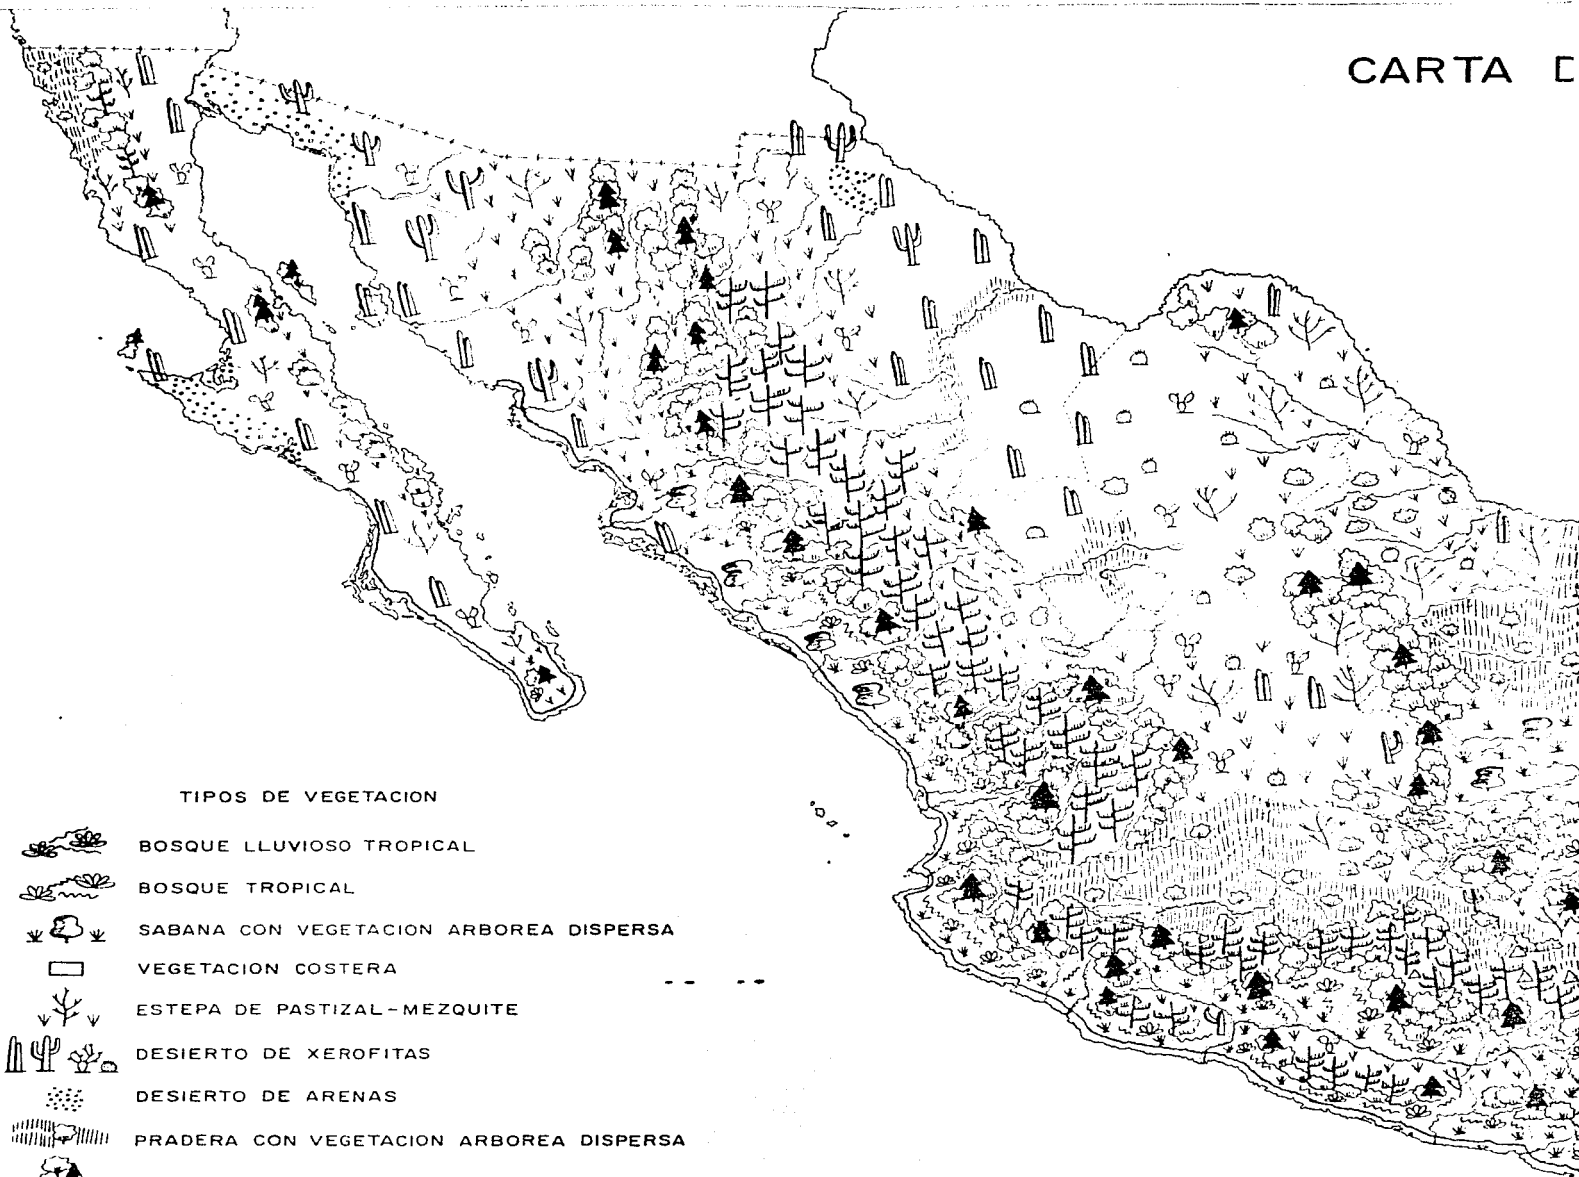 CARTA D
TIPOS DE VEGETACION
BOSQUE LLUVIOSO TROPICAL
BOSQUE TROPICAL
SABANA CON VEGETACION ARBOREA DISPERSA
VEGETACION COSTERA
ESTEPA DE PASTIZAL-MEZQUITE
DESIERTO DE XEROFITAS
DESIERTO DE ARENAS
PRADERA CON VEGETACION ARBOREA DISPERSA